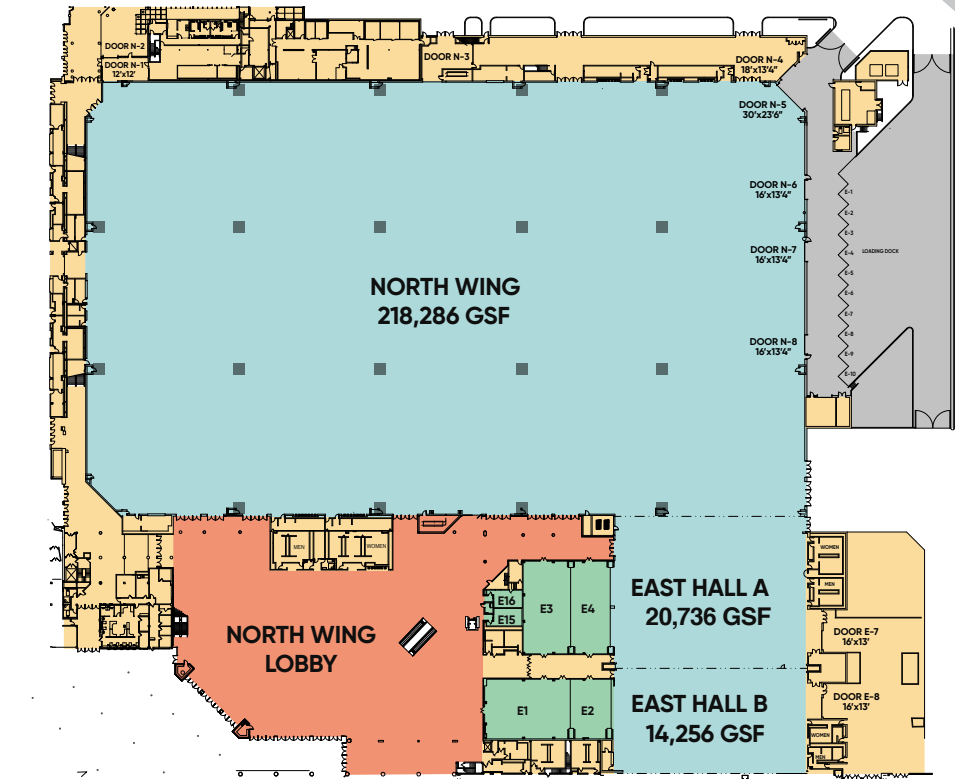 DOOR N-2
DOOR N-1
12'x12'
DOOR N-3
DOOR N-4
18'x13'4"
DOOR N-5
30'x23'6"
DOOR N-6
16'x13'4"
DOOR N-7
16'x13'4"
DOOR N-8
16'x13'4"
E-1
E-2
E-3
E-4
LOADING DOCK
E-5
E-6
E-7
E-8
E-9
E-10
NORTH WING
218,286 GSF
MEN
WOMEN
NORTH WING
LOBBY
E16
E15
E3
E4
E1
E2
EAST HALL A
20,736 GSF
EAST HALL B
14,256 GSF
WOMEN
MEN
DOOR E-7
16'x13'
DOOR E-8
16'x13'
WOMEN
MEN